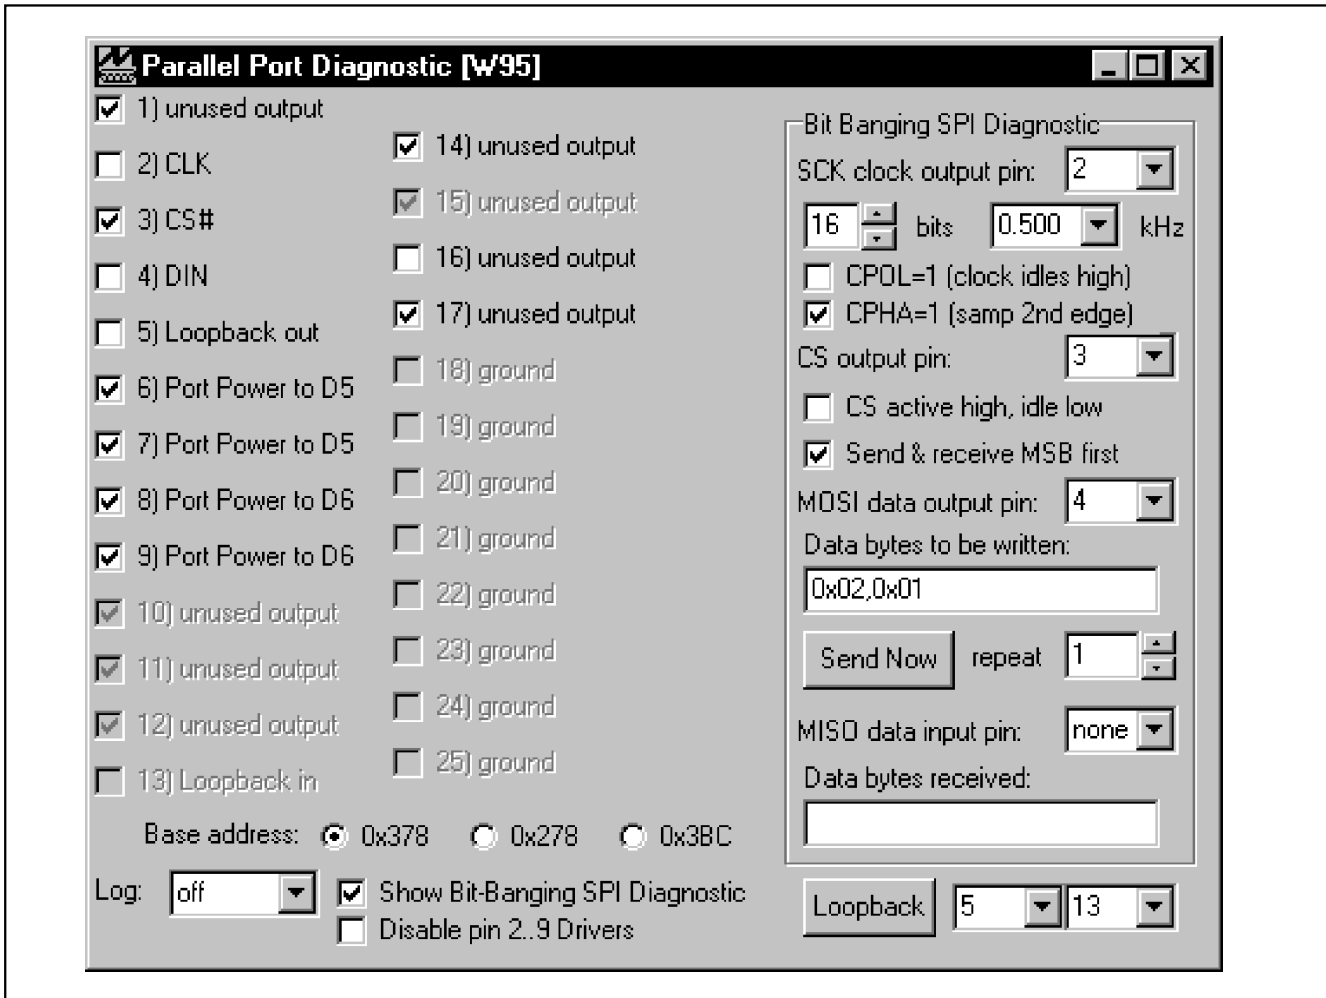 Parallel Port Diagnostic [W95]
1) unused output
2) CLK
3) CS#
4) DIN
5) Loopback out
6) Port Power to D5
7) Port Power to D5
8) Port Power to D6
9) Port Power to D6
10) unused output
11) unused output
12) unused output
13) Loopback in
14) unused output
15) unused output
16) unused output
17) unused output
18) ground
19) ground
20) ground
21) ground
22) ground
23) ground
24) ground
25) ground
Base address: 0x378 0x278 0x3BC
Log: off
Show Bit-Banging SPI Diagnostic
Disable pin 2..9 Drivers
Bit Banging SPI Diagnostic
SCK clock output pin: 2
16 bits 0.500 kHz
CPOL=1 (clock idles high)
CPHA=1 (samp 2nd edge)
CS output pin: 3
CS active high, idle low
Send & receive MSB first
MOSI data output pin: 4
Data bytes to be written:
0x02,0x01
Send Now repeat 1
MISO data input pin: none
Data bytes received:
Loopback 5 13